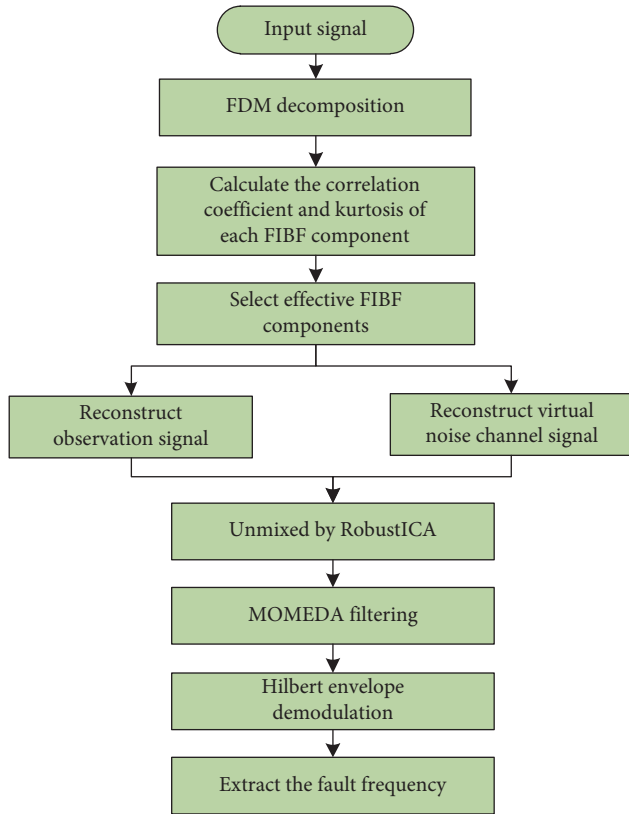 Input signal
FDM decomposition
Calculate the correlation
coefficient and kurtosis of
each FIBF component
Select effective FIBF
components
Reconstruct
observation signal
Reconstruct virtual
noise channel signal
Unmixed by RobustICA
MOMEDA filtering
Hilbert envelope
demodulation
Extract the fault frequency